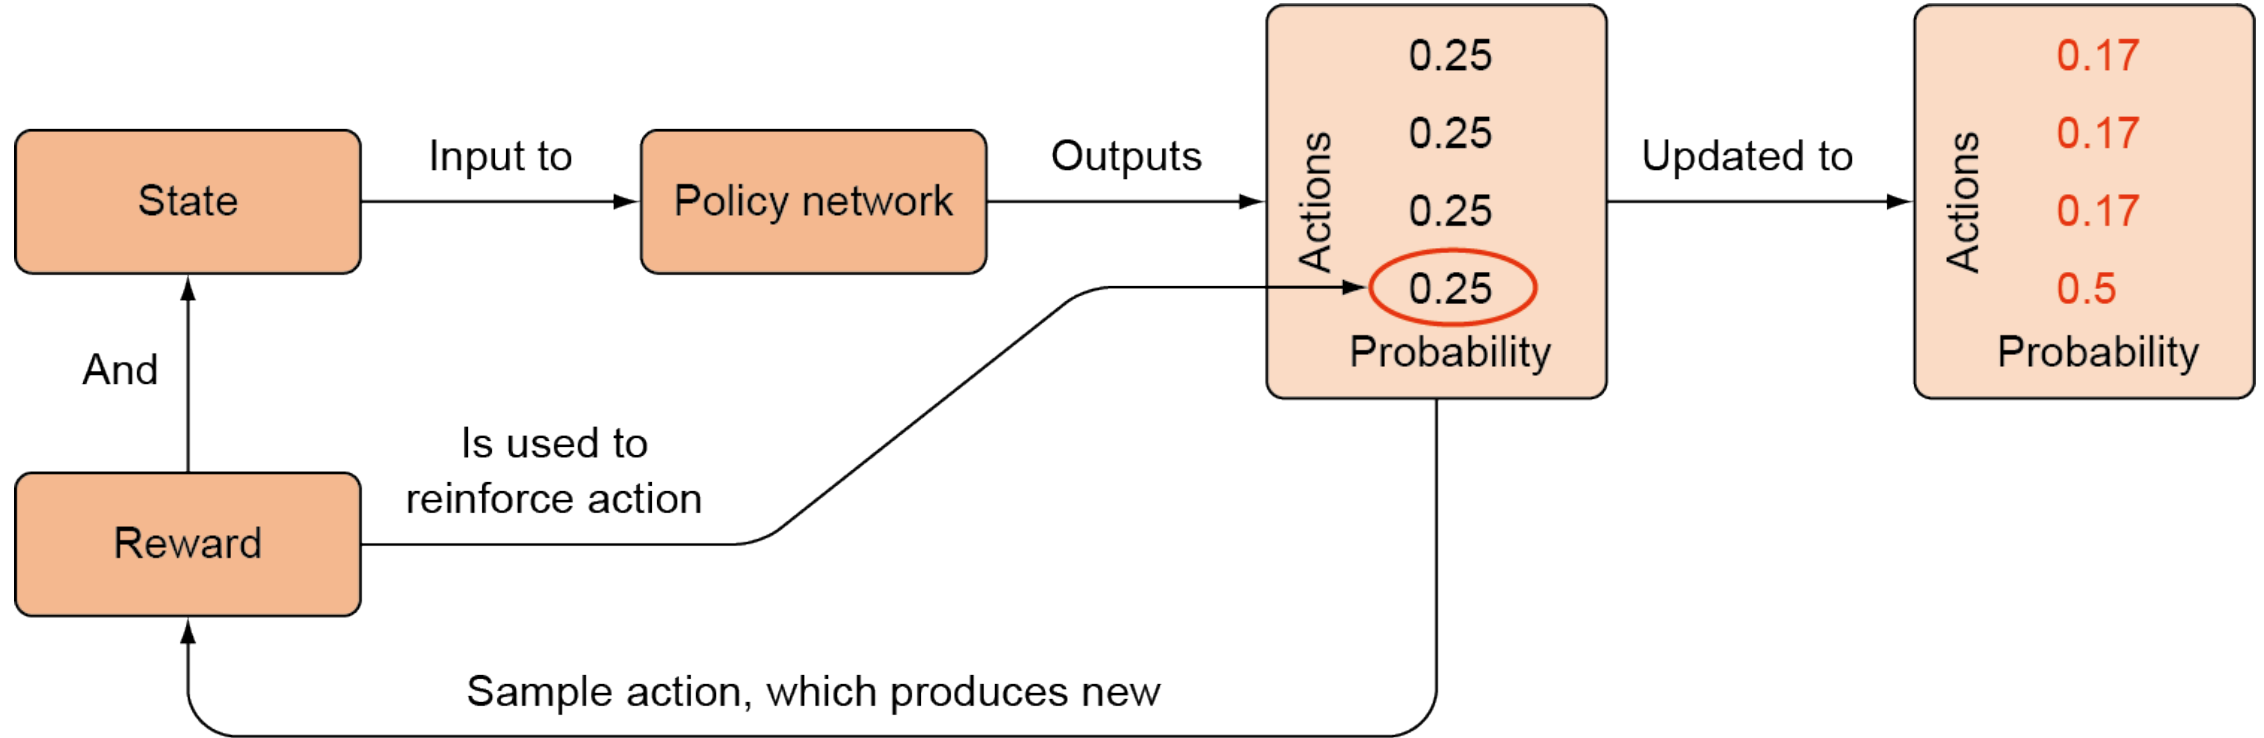 State
Input to
Policy network
Outputs
Actions
0.25
0.25
0.25
0.25
Probability
Updated to
Actions
0.17
0.17
0.17
0.5
Probability
And
Reward
Is used to
reinforce action
Sample action, which produces new